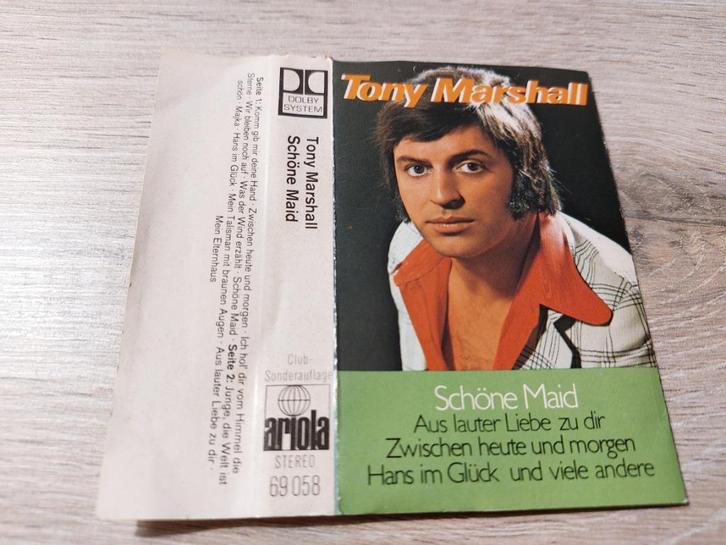 Seite 1: Komm gib mir deine Hand · Zwischen heute und morgen · Ich hol' dir vom Himmel die
Sterne · Wir bleiben noch auf · Was der Wind erzählt · Schöne Maid · Seite 2: Junge, die Welt ist
schön · Majka · Hans im Glück · Mein Talisman mit braunen Augen · Aus lauter Liebe zu dir ·
Mein Elternhaus
DOLBY
SYSTEM
Tony Marshall
Schöne Maid
Club-
Sonderauflage
ariola
STEREO
69 058
Tony Marshall
Schöne Maid
Aus lauter Liebe zu dir
Zwischen heute und morgen
Hans im Glück und viele andere